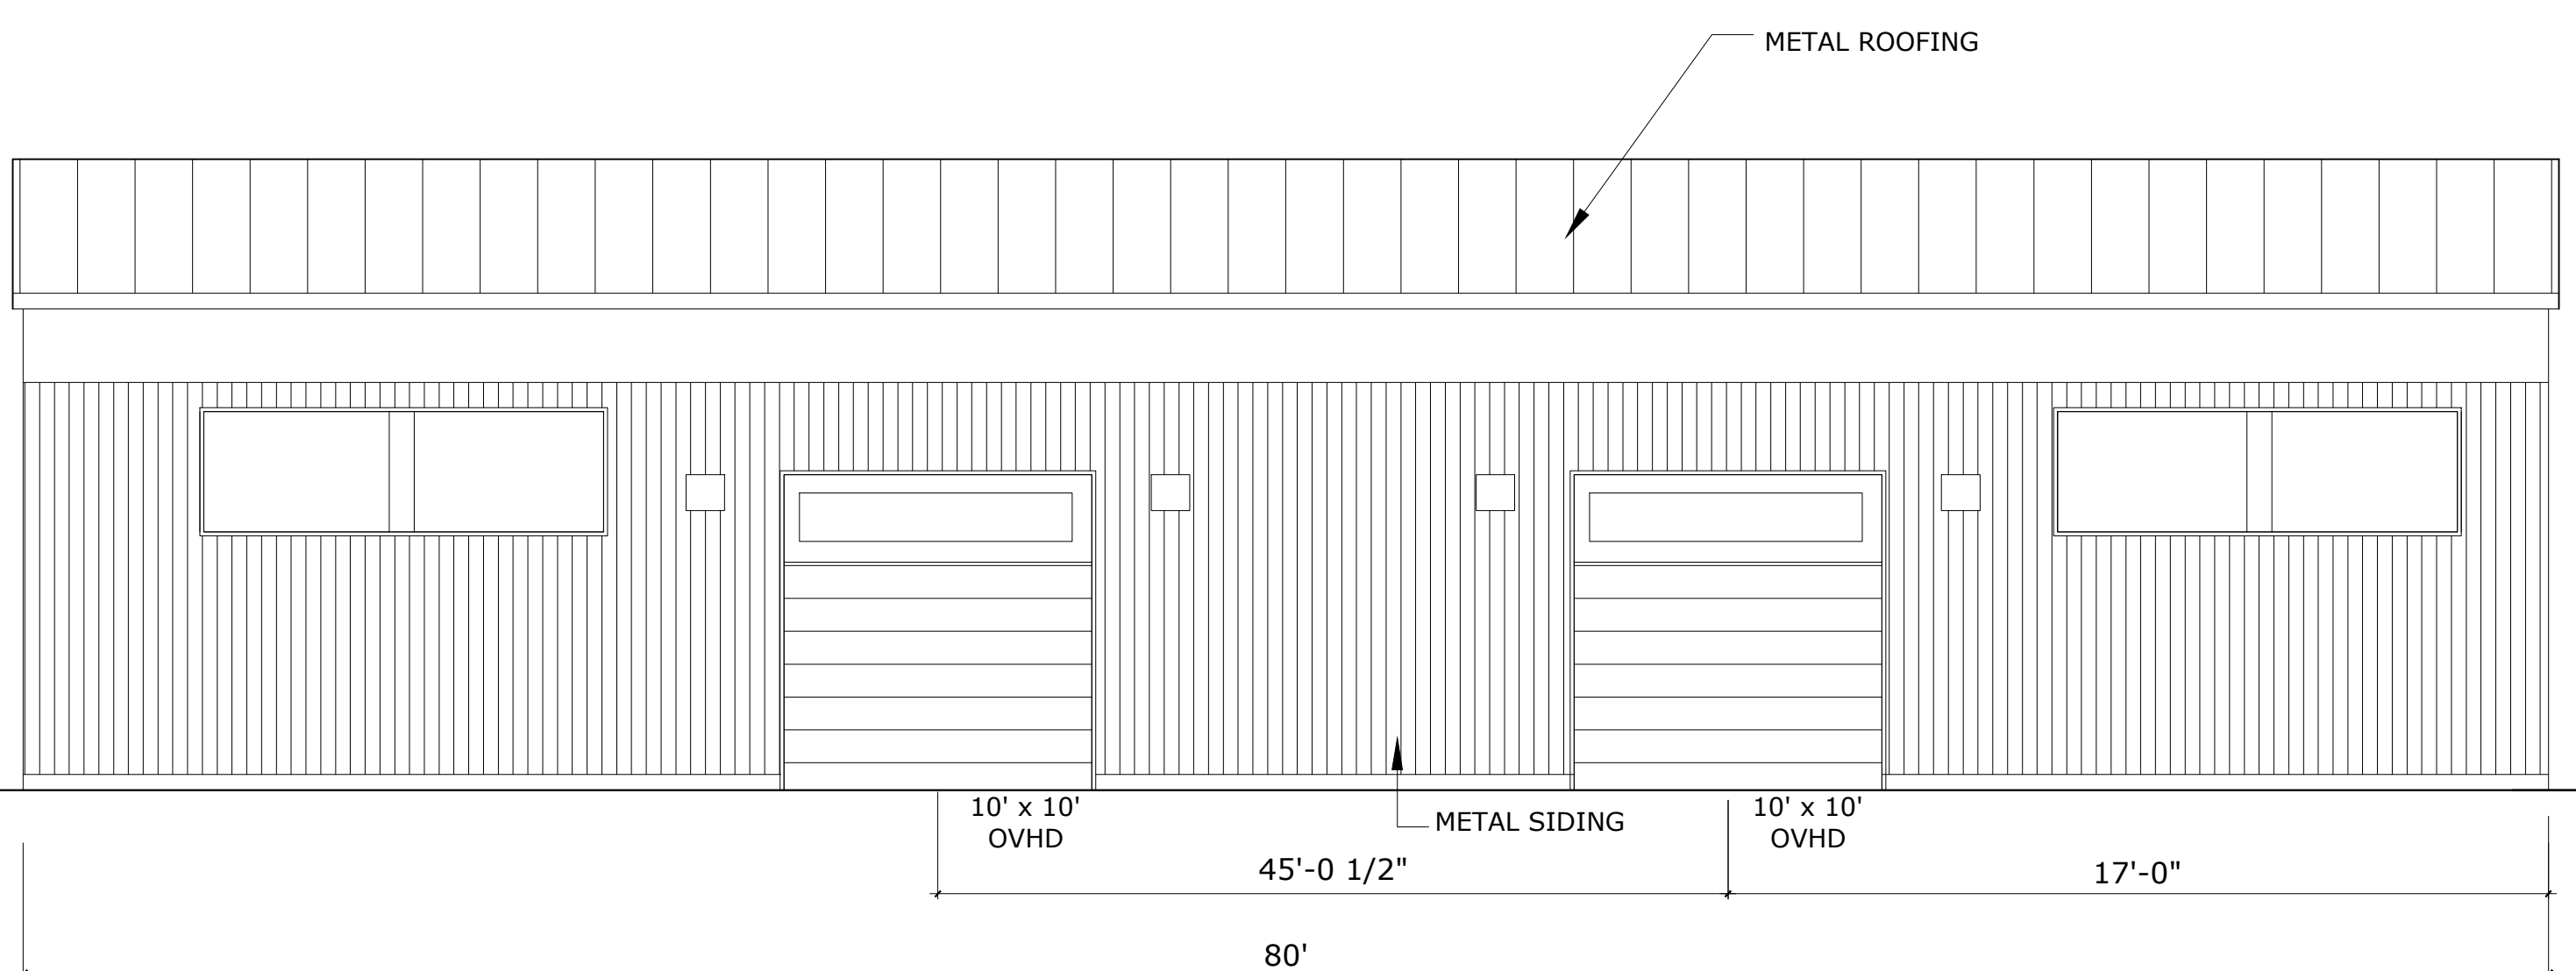 METAL ROOFING
10' x 10'
OVHD
METAL SIDING
10' x 10'
OVHD
45'-0 1/2"
17'-0"
80'